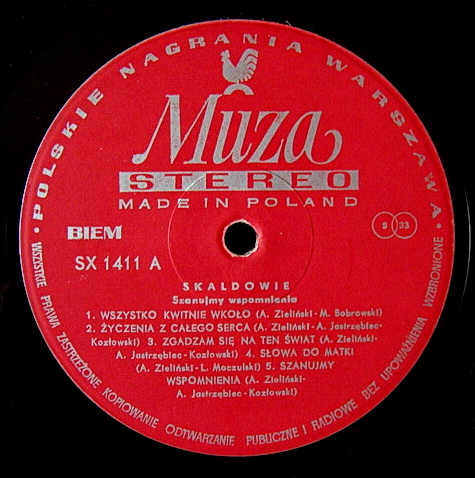 POLSKIE NAGRANIA WARSZAWA
Muza
STEREO
MADE IN POLAND
BIEM
S 33
SX 1411 A
SKALDOWIE
Szanujmy wspomnienia
1. WSZYSTKO KWITNIE WKOŁO (A. Zieliński-M. Bobrowski)
2. ŻYCZENIA Z CAŁEGO SERCA (A. Zieliński-A. Jastrzębiec-
Kozłowski) 3. ZGADZAM SIĘ NA TEN ŚWIAT (A. Zieliński-
A. Jastrzębiec-Kozłowski) 4. SŁOWA DO MATKI
(A. Zieliński-L. Moczulski) 5. SZANUJMY
WSPOMNIENIA (A. Zieliński-
A. Jastrzębiec-Kozłowski)
WSZYSTKIE PRAWA ZASTRZEŻONE KOPIOWANIE ODTWARZANIE PUBLICZNE I RADIOWE BEZ UPOWAŻNIENIA WZBRONIONE